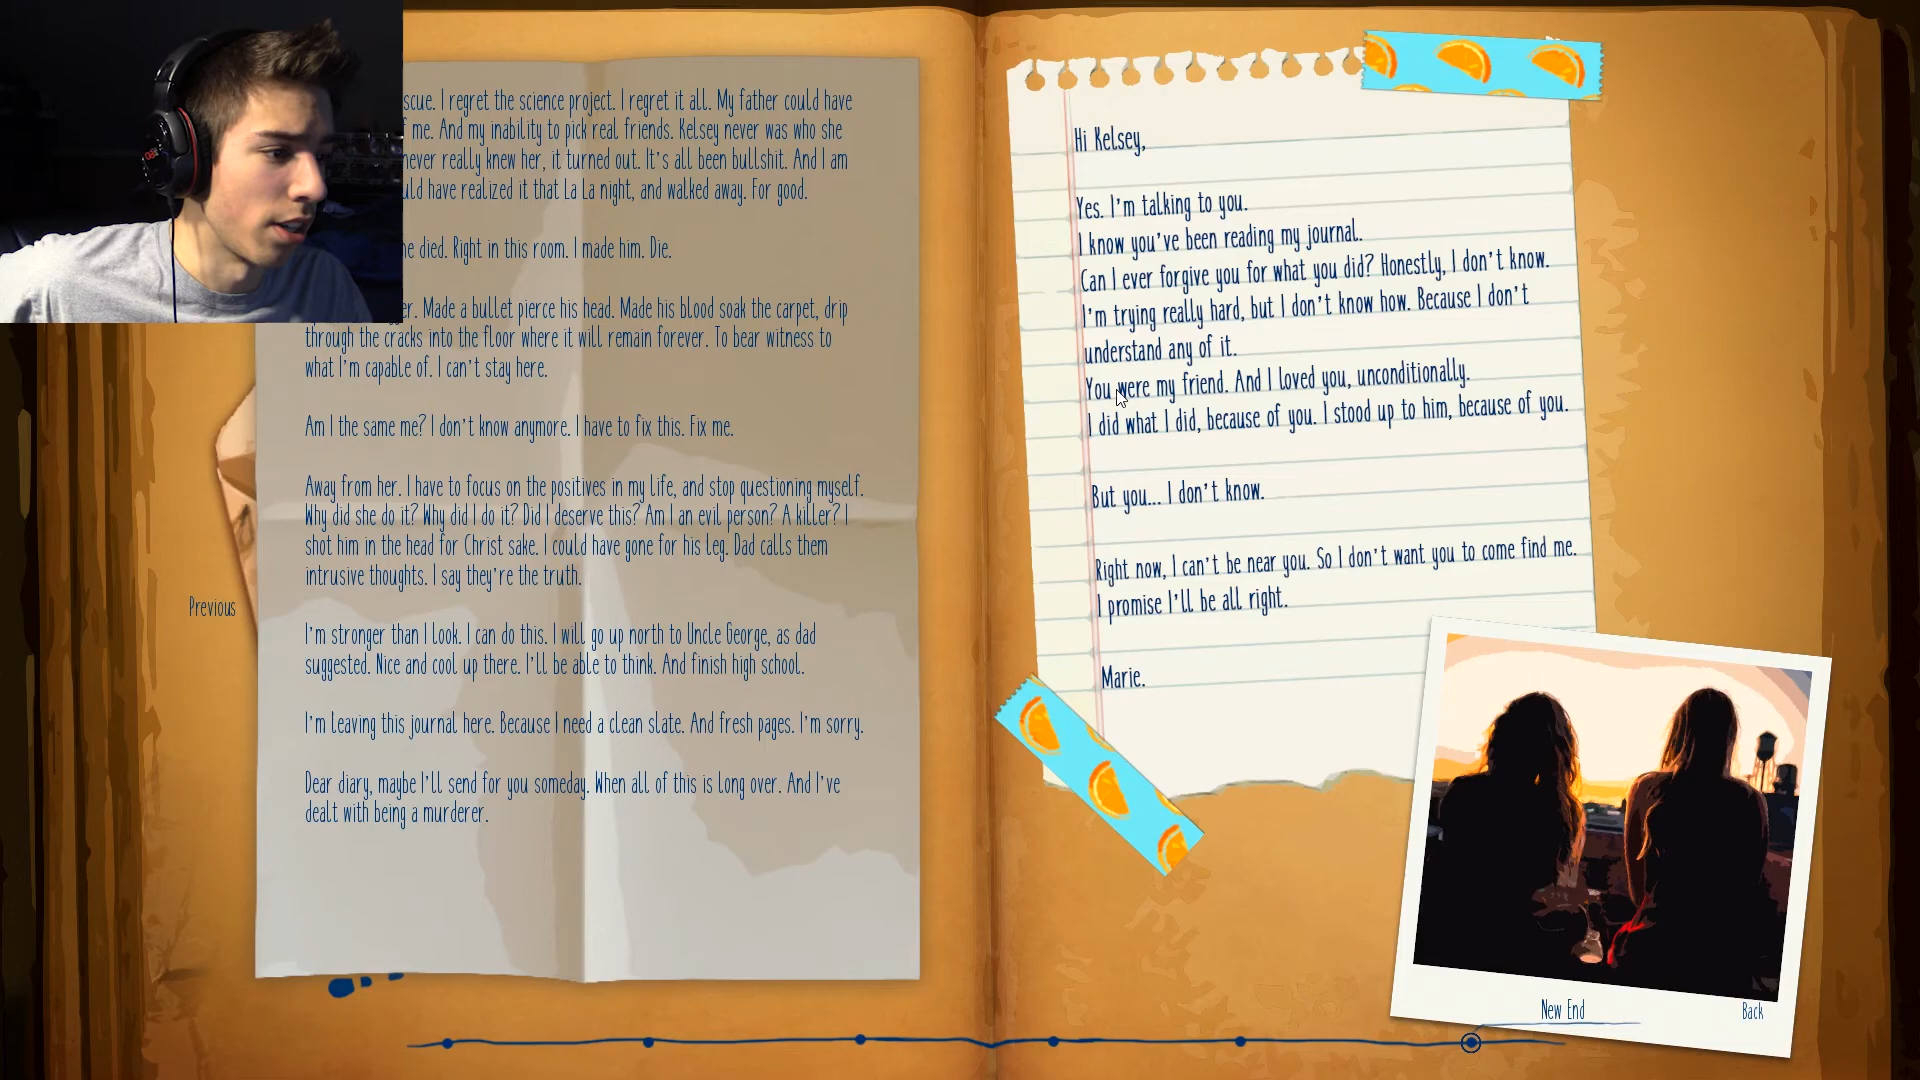 scue. I regret the science project. I regret it all. My father could have
f me. And my inability to pick real friends. Kelsey never was who she
never really knew her, it turned out. It's all been bullshit. And I am
uld have realized it that La La night, and walked away. For good.
he died. Right in this room. I made him. Die.
er. Made a bullet pierce his head. Made his blood soak the carpet, drip
through the cracks into the floor where it will remain forever. To bear witness to
what I'm capable of. I can't stay here.
Am I the same me? I don't know anymore. I have to fix this. Fix me.
Away from her. I have to focus on the positives in my life, and stop questioning myself.
Why did she do it? Why did I do it? Did I deserve this? Am I an evil person? A killer? I
shot him in the head for Christ sake. I could have gone for his leg. Dad calls them
intrusive thoughts. I say they're the truth.
I'm stronger than I look. I can do this. I will go up north to Uncle George, as dad
suggested. Nice and cool up there. I'll be able to think. And finish high school.
I'm leaving this journal here. Because I need a clean slate. And fresh pages. I'm sorry.
Dear diary, maybe I'll send for you someday. When all of this is long over. And I've
dealt with being a murderer.
Previous
Hi Kelsey,
Yes. I'm talking to you.
I know you've been reading my journal.
Can I ever forgive you for what you did? Honestly, I don't know.
I'm trying really hard, but I don't know how. Because I don't
understand any of it.
You were my friend. And I loved you, unconditionally.
I did what I did, because of you. I stood up to him, because of you.
But you... I don't know.
Right now, I can't be near you. So I don't want you to come find me.
I promise I'll be all right.
Marie.
New End
Back